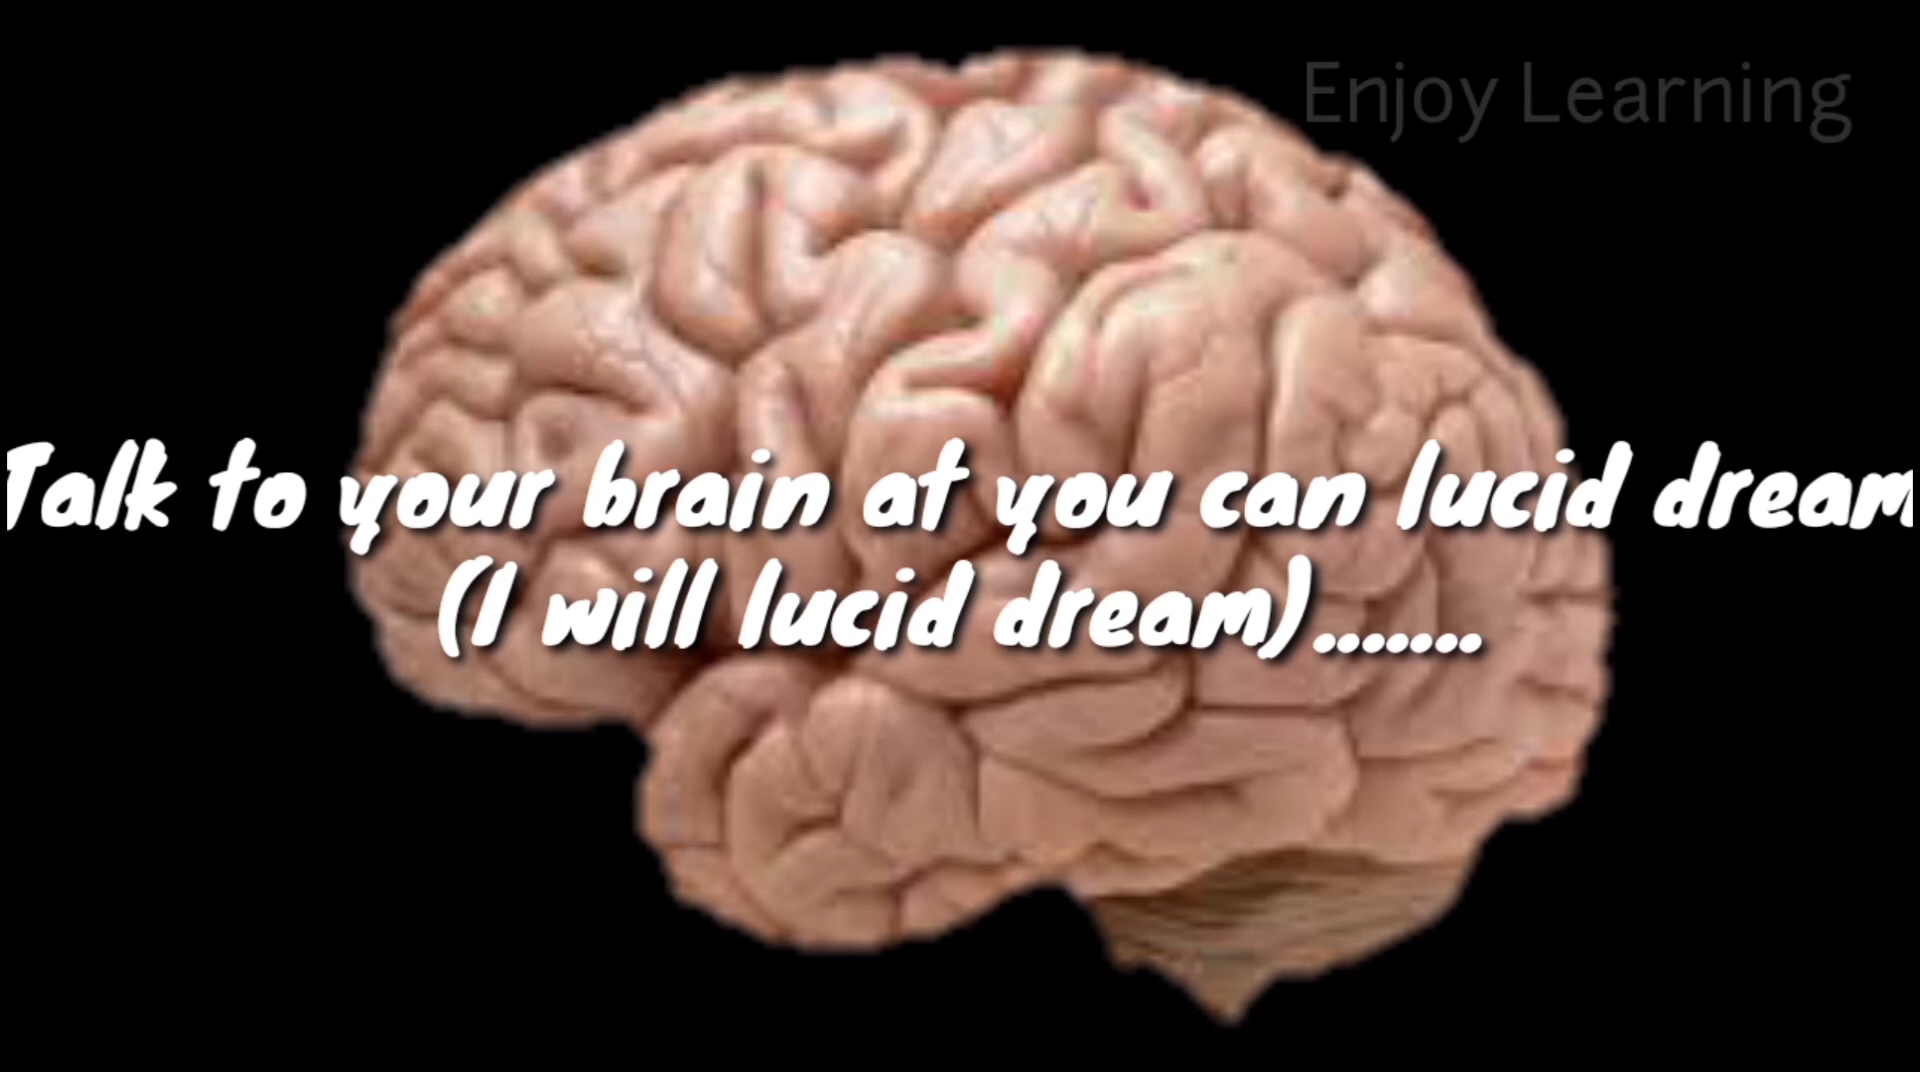 Enjoy Learning
Talk to your brain at you can lucid dream
(I will lucid dream).......